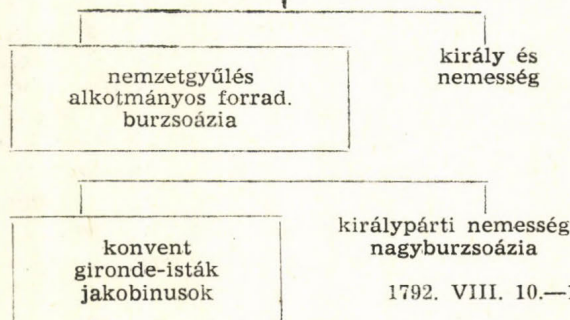 nemzetgyűlés
alkotmányos forrad.
burzsoázia
király és
nemesség
konvent
gironde-isták
jakobinusok
királypárti nemesség
nagyburzsoázia
1792. VIII. 10.—